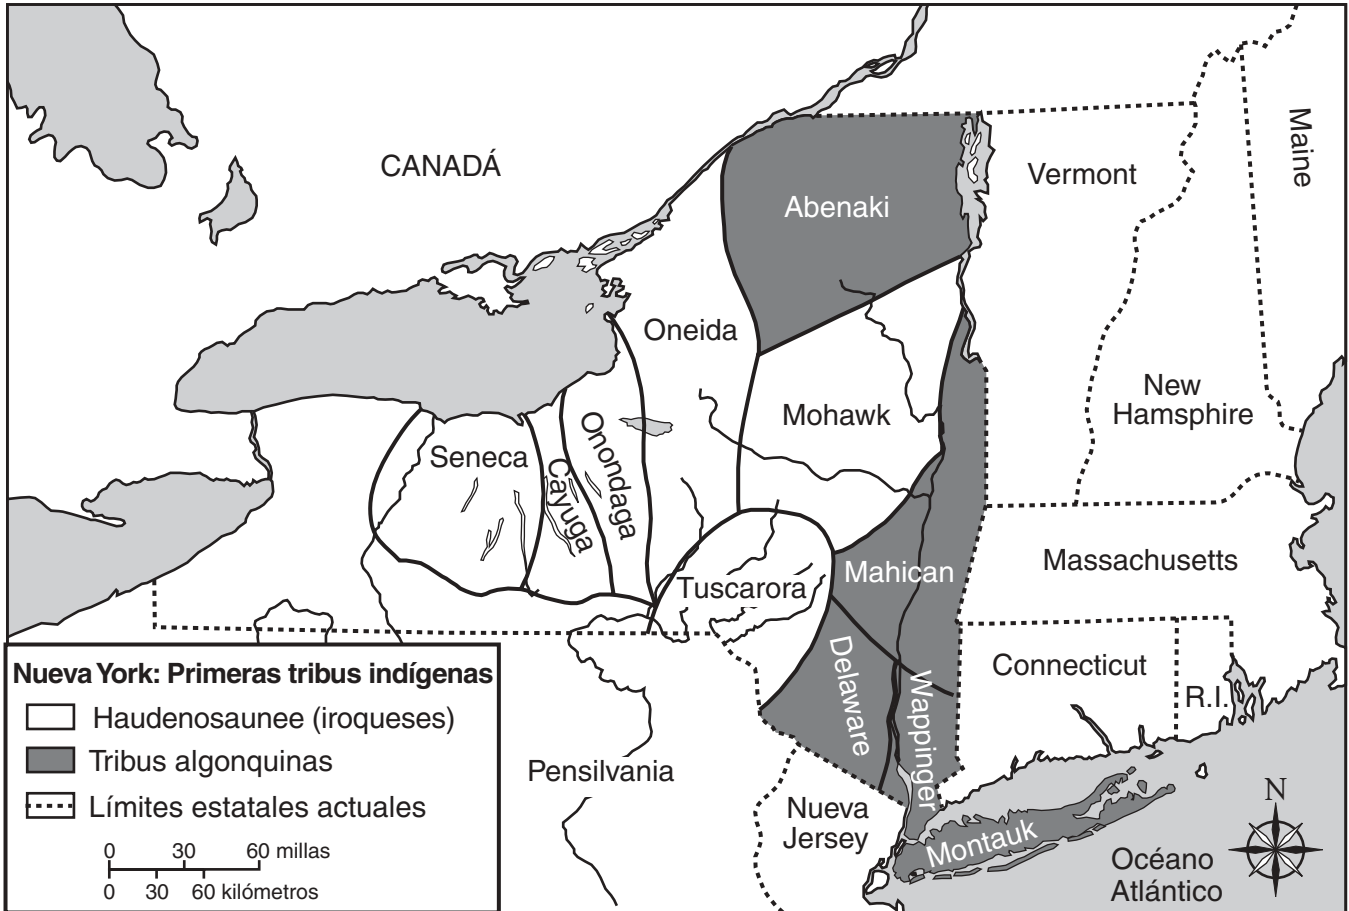 CANADÁ
Maine
Vermont
Abenaki
Oneida
New
Hamsphire
Mohawk
Seneca
Cayuga
Onondaga
Massachusetts
Mahican
Tuscarora
Connecticut
R.I.
Delaware
Wappinger
Pensilvania
Nueva
Jersey
Montauk
Océano
Atlántico
N
Nueva York: Primeras tribus indígenas
Haudenosaunee (iroqueses)
Tribus algonquinas
Límites estatales actuales
0 30 60 millas
0 30 60 kilómetros